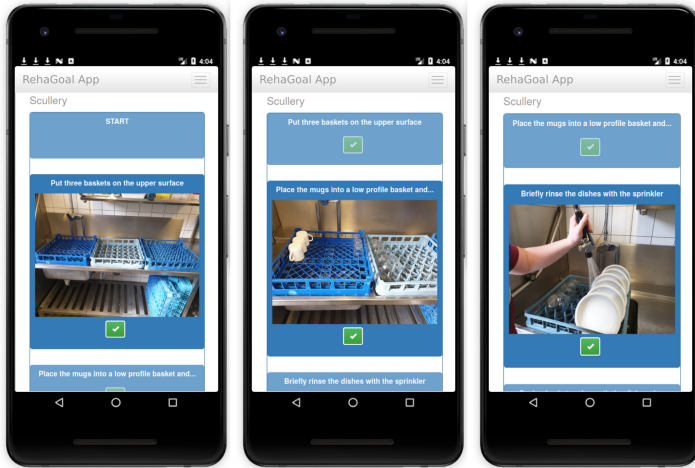 4:04
RehaGoal App
Scullery
START
Put three baskets on the upper surface
Place the mugs into a low profile basket and...
4:04
RehaGoal App
Scullery
Put three baskets on the upper surface
Place the mugs into a low profile basket and...
Briefly rinse the dishes with the sprinkler
4:04
RehaGoal App
Scullery
Place the mugs into a low profile basket and...
Briefly rinse the dishes with the sprinkler